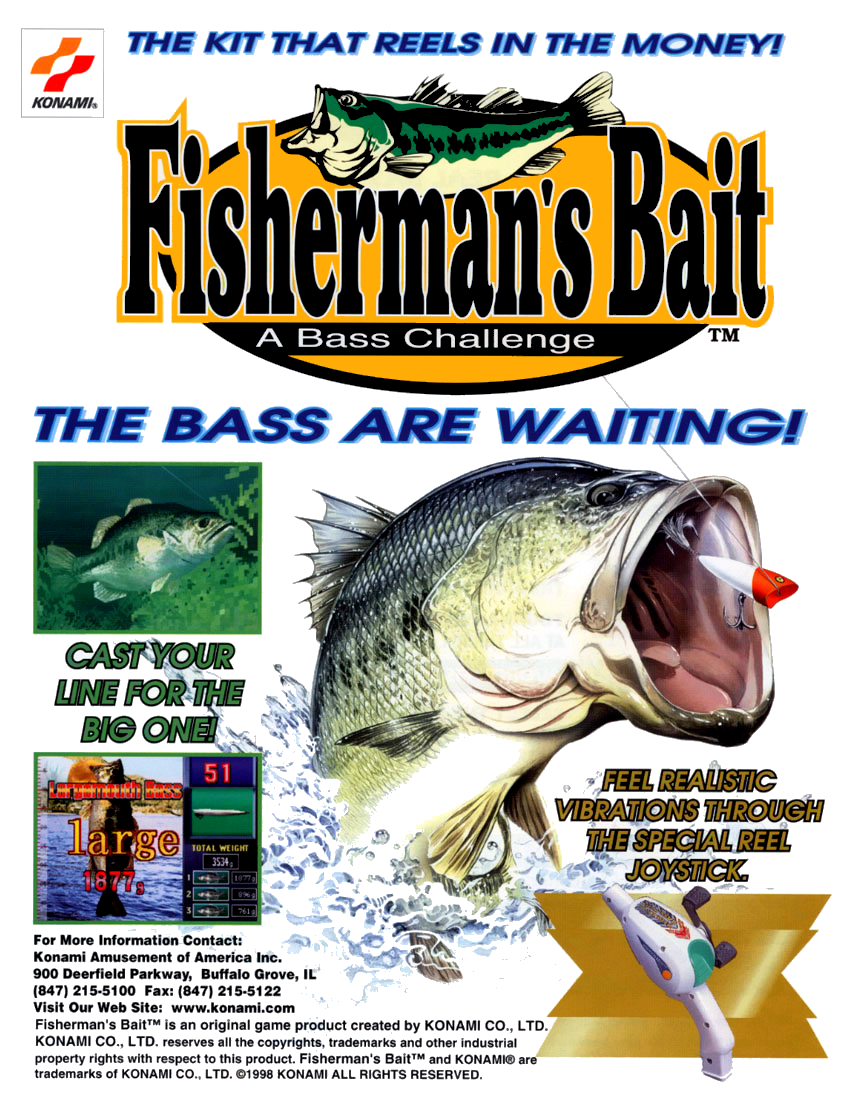 THE KIT THAT REELS IN THE MONEY!
KONAMI®
Fisherman's Bait
A Bass Challenge
TM
THE BASS ARE WAITING!
CAST YOUR
LINE FOR THE
BIG ONE!
51
Largemouth Bass
large
1877g
TOTAL WEIGHT
3534g
1 1877g
2 896g
3 761g
FEEL REALISTIC
VIBRATIONS THROUGH
THE SPECIAL REEL
JOYSTICK.
For More Information Contact:
Konami Amusement of America Inc.
900 Deerfield Parkway, Buffalo Grove, IL
(847) 215-5100 Fax: (847) 215-5122
Visit Our Web Site: www.konami.com
Fisherman's Bait™ is an original game product created by KONAMI CO., LTD.
KONAMI CO., LTD. reserves all the copyrights, trademarks and other industrial
property rights with respect to this product. Fisherman's Bait™ and KONAMI® are
trademarks of KONAMI CO., LTD. ©1998 KONAMI ALL RIGHTS RESERVED.